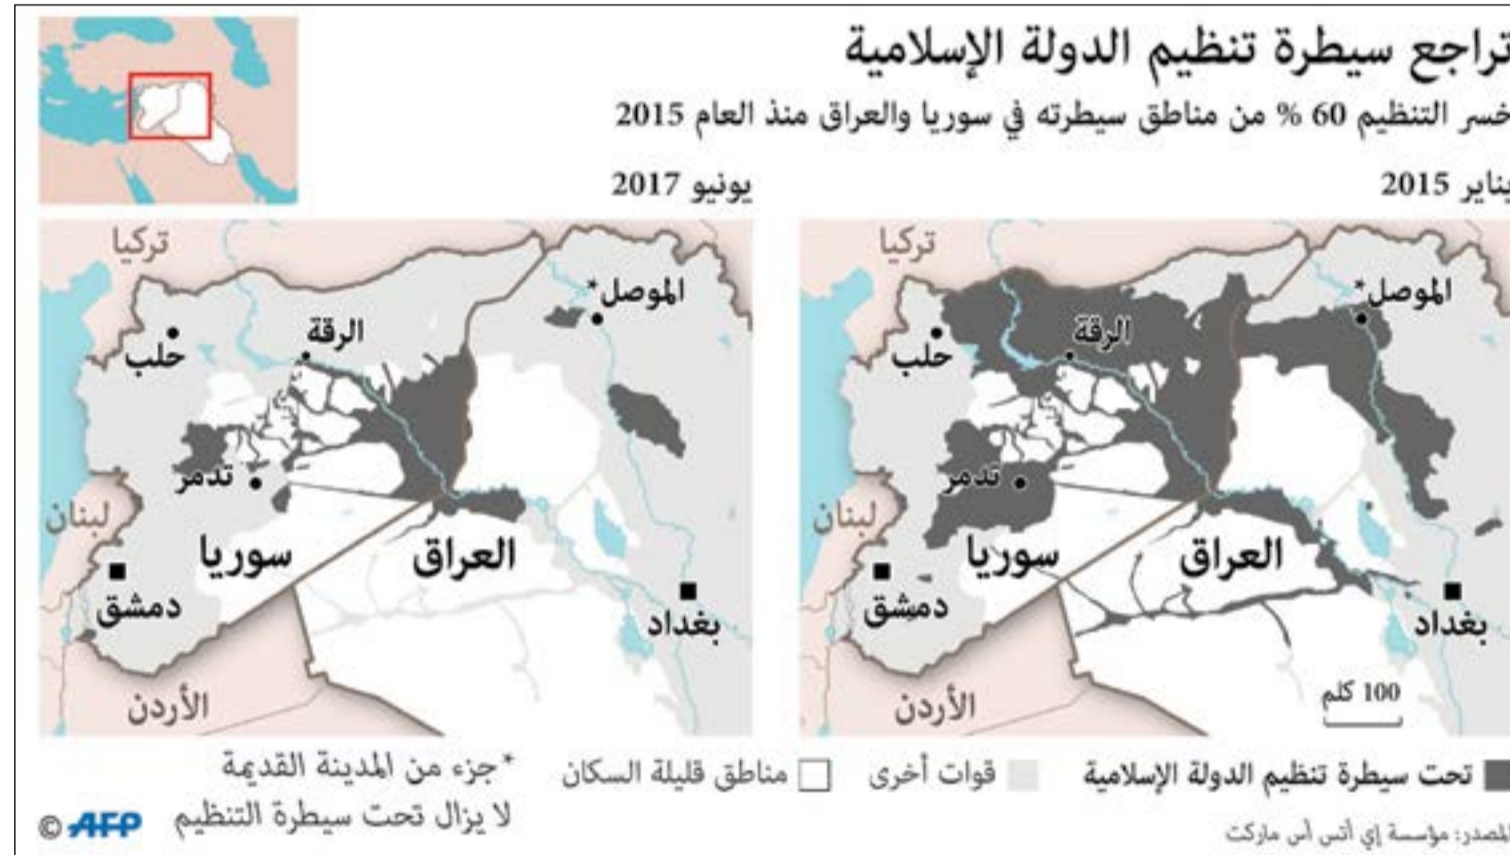 تراجع سيطرة تنظيم الدولة الإسلامية
خسر التنظيم 60 % من مناطق سيطرته في سوريا والعراق منذ العام 2015
يناير 2015
تركيا
الموصل*
الرقة
حلب
تدمر
لبنان
سوريا
العراق
دمشق
بغداد
الأردن
100 كلم
يونيو 2017
تركيا
الموصل*
الرقة
حلب
تدمر
لبنان
سوريا
العراق
دمشق
بغداد
الأردن
تحت سيطرة تنظيم الدولة الإسلامية
قوات أخرى
مناطق قليلة السكان
*جزء من المدينة القديمة
لا يزال تحت سيطرة التنظيم
المصدر: مؤسسة إي أتس أس ماركت
© AFP